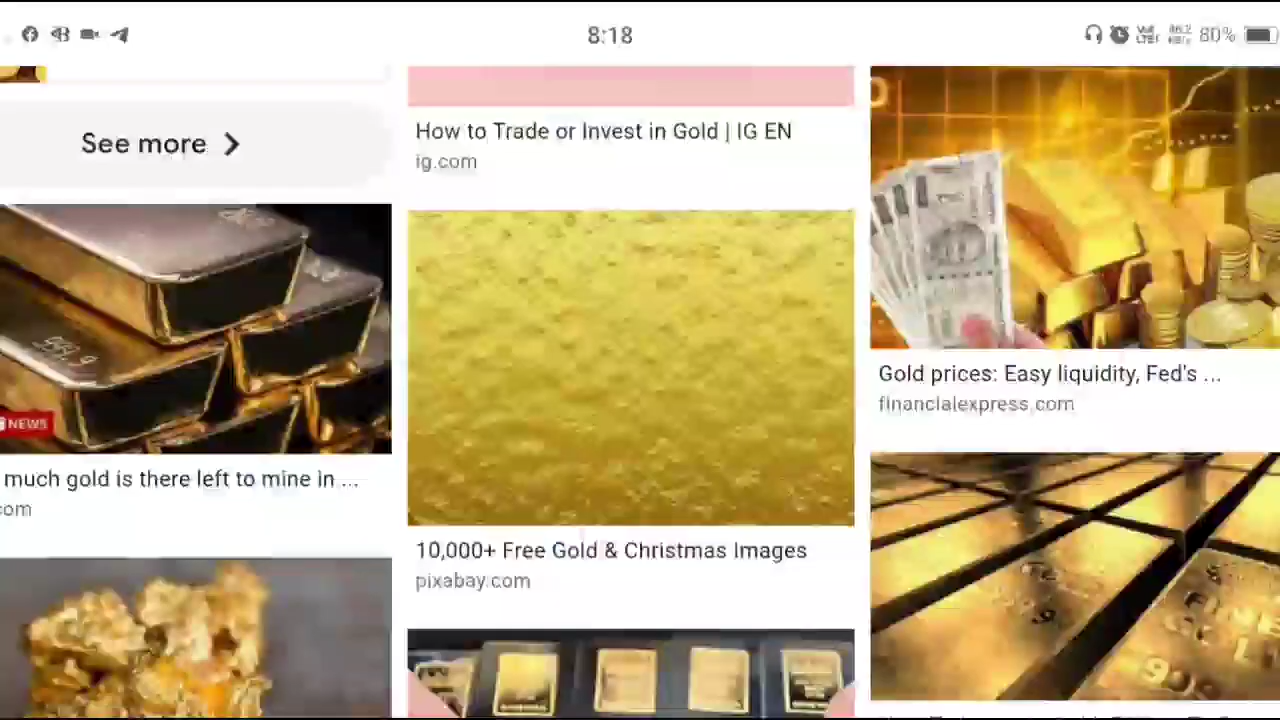 8:18
80%
See more
How to Trade or Invest in Gold | IG EN
ig.com
NEWS
much gold is there left to mine in ...
com
10,000+ Free Gold & Christmas Images
pixabay.com
Gold prices: Easy liquidity, Fed's ...
financialexpress.com